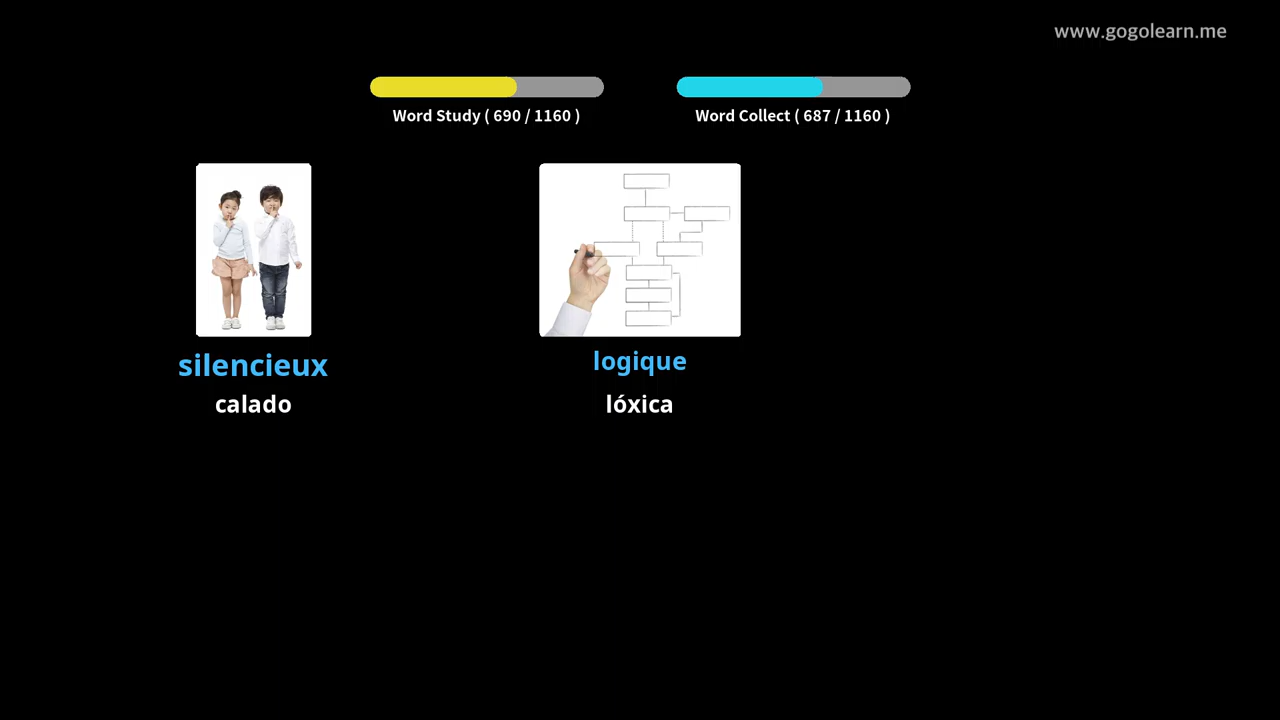 www.gogolearn.me
Word Study ( 690 / 1160 )
Word Collect ( 687 / 1160 )
silencieux
calado
logique
lóxica